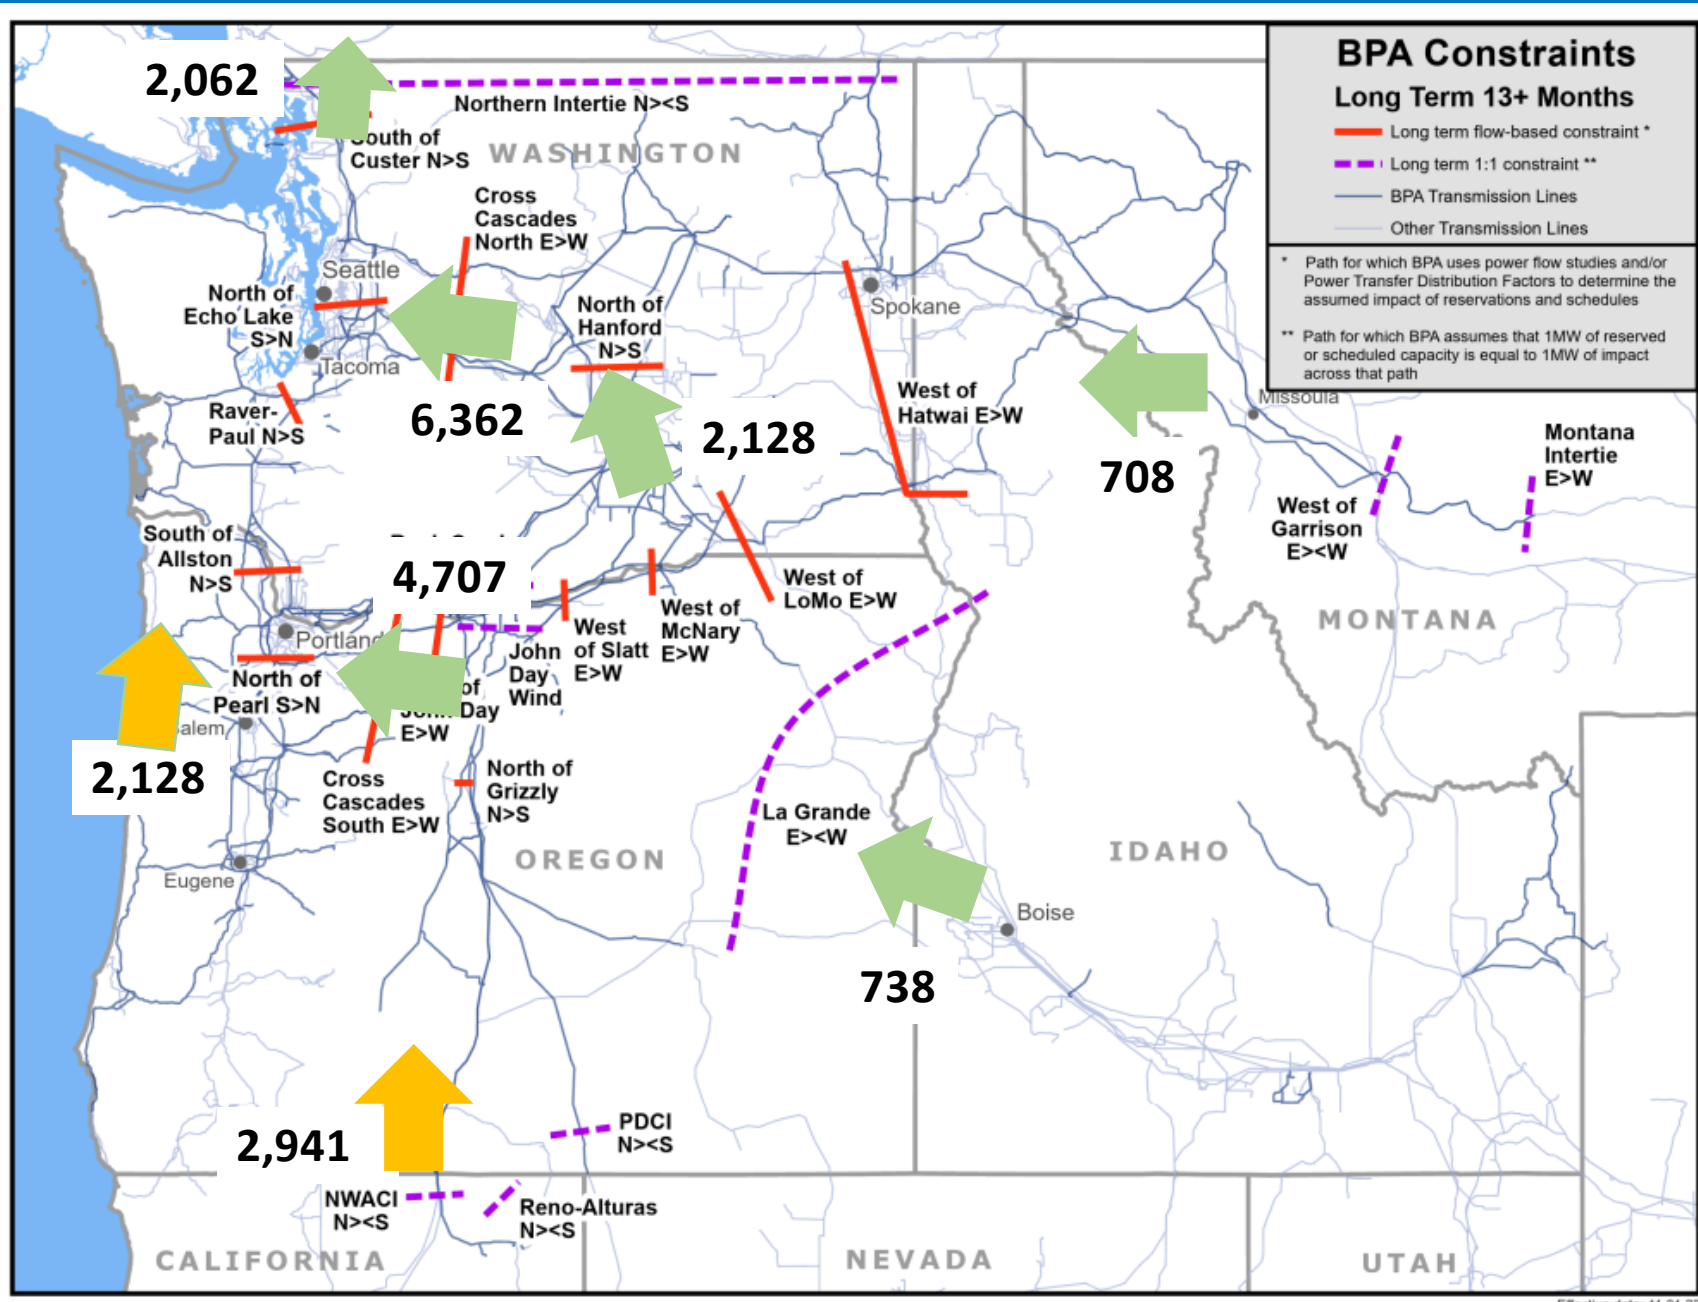 BPA Constraints
Long Term 13+ Months
Long term flow-based constraint *
Long term 1:1 constraint **
BPA Transmission Lines
Other Transmission Lines
* Path for which BPA uses power flow studies and/or
Power Transfer Distribution Factors to determine the
assumed impact of reservations and schedules
** Path for which BPA assumes that 1MW of reserved
or scheduled capacity is equal to 1MW of impact
across that path
2,062
Northern Intertie N><S
South of
Custer N>S
WASHINGTON
Cross
Cascades
North E>W
Seattle
North of
Echo Lake
S>N
North of
Hanford
N>S
Spokane
Tacoma
Raver-
Paul N>S
6,362
2,128
West of
Hatwai E>W
708
Missoula
Montana
Intertie
E>W
West of
Garrison
E><W
South of
Allston
N>S
4,707
West of
LoMo E>W
West of
McNary
E>W
West
of Slatt
E>W
John
Day
Wind
MONTANA
Portland
North of
Pearl S>N
of
John Day
E>W
2,128
Cross
Cascades
South E>W
North of
Grizzly
N>S
La Grande
E><W
OREGON
IDAHO
Eugene
Boise
738
2,941
PDCI
N><S
NWACI
N><S
Reno-Alturas
N><S
CALIFORNIA
NEVADA
UTAH